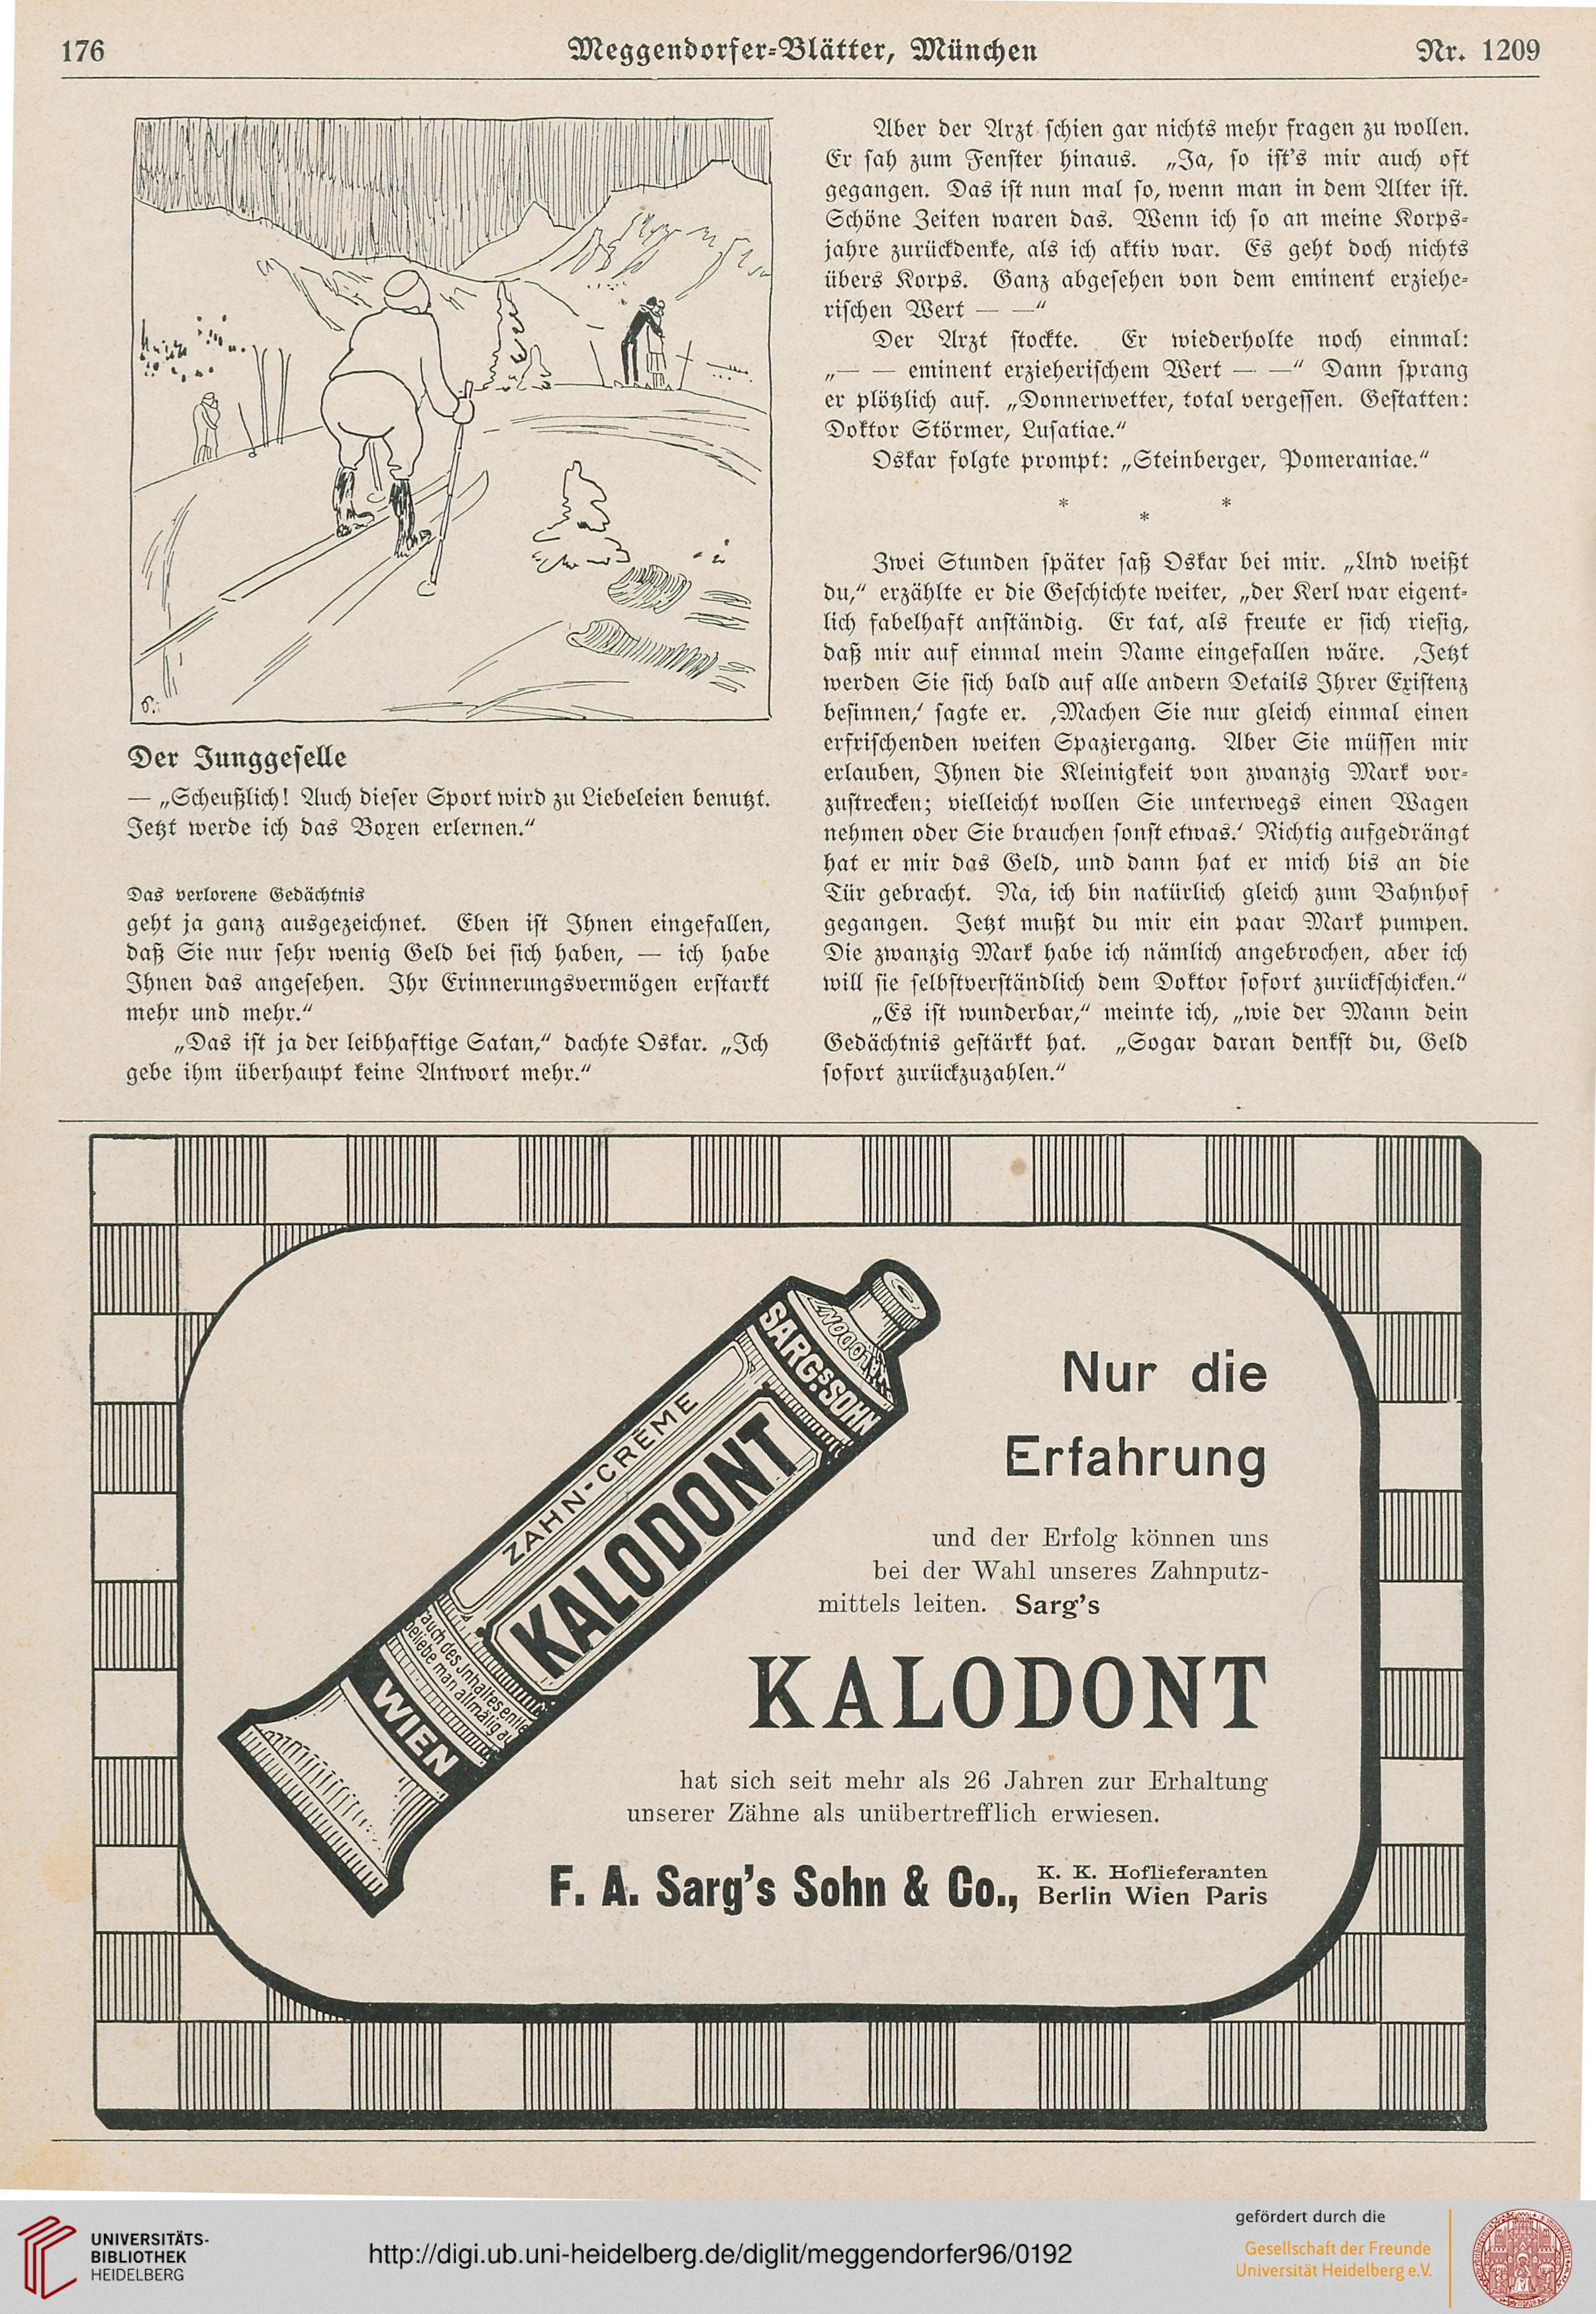 176
Meggendorfer-Blätter, München
Nr. 1209
Der Junggeselle
— „Scheußlich! Auch dieser Sport wird zu Liebeleien benutzt.
Jetzt werde ich das Boxen erlernen."
Das verlorene Gedächtnis
geht ja ganz ausgezeichnet. Eben ist Ihnen eingefallen,
daß Sie nur sehr wenig Geld bei sich haben, — ich habe
Ihnen das angesehen. Ihr Erinnerungsvermögen erstarkt
mehr und mehr."
„Das ist ja der leibhaftige Satan," dachte Oskar. „Ich
gebe ihm überhaupt keine Antwort mehr."
Aber der Arzt schien gar nichts mehr fragen zu wollen.
Er sah zum Fenster hinaus. „Ja, so ist's mir auch oft
gegangen. Das ist nun mal so, wenn man in dem Alter ist.
Schöne Zeiten waren das. Wenn ich so an meine Korps-
jahre zurückdenke, als ich aktiv war. Es geht doch nichts
übers Korps. Ganz abgesehen von dem eminent erziehe-
rischen Wert — —"
Der Arzt stockte. Er wiederholte noch einmal:
„— — eminent erzieherischem Wert — —" Dann sprang
er plötzlich auf. „Donnerwetter, total vergessen. Gestatten:
Doktor Störmer, Lusatiae."
Oskar folgte prompt: „Steinberger, Pomeraniae."
* * *
Zwei Stunden später saß Oskar bei mir. „Und weißt
du," erzählte er die Geschichte weiter, „der Kerl war eigent-
lich fabelhaft anständig. Er tat, als freute er sich riesig,
daß mir auf einmal mein Name eingefallen wäre. ‚Jetzt
werden Sie sich bald auf alle andern Details Ihrer Existenz
besinnen,' sagte er. ‚Machen Sie nur gleich einmal einen
erfrischenden weiten Spaziergang. Aber Sie müssen mir
erlauben, Ihnen die Kleinigkeit von zwanzig Mark vor-
zustrecken; vielleicht wollen Sie unterwegs einen Wagen
nehmen oder Sie brauchen sonst etwas.' Richtig aufgedrängt
hat er mir das Geld, und dann hat er mich bis an die
Tür gebracht. Na, ich bin natürlich gleich zum Bahnhof
gegangen. Jetzt mußt du mir ein paar Mark pumpen.
Die zwanzig Mark habe ich nämlich angebrochen, aber ich
will sie selbstverständlich dem Doktor sofort zurückschicken."
„Es ist wunderbar," meinte ich, „wie der Mann dein
Gedächtnis gestärkt hat. „Sogar daran denkst du, Geld
sofort zurückzuzahlen."
KALODONT
SARG'S SOHN
ZAHN-CRÈME
KALODONT
auch des Inhaltes entle
beliebe man allmälig a
WIEN
Nur die
Erfahrung
und der Erfolg können uns
bei der Wahl unseres Zahnputz-
mittels leiten. Sarg's
KALODONT
hat sich seit mehr als 26 Jahren zur Erhaltung
unserer Zähne als unübertrefflich erwiesen.
F. A. Sarg's Sohn & Co., K. K. Hoflieferanten
Berlin Wien Paris
UNIVERSITÄTS-
BIBLIOTHEK
HEIDELBERG
http://digi.ub.uni-heidelberg.de/diglit/meggendorfer96/0192
gefördert durch die
Gesellschaft der Freunde
Universität Heidelberg e.V.